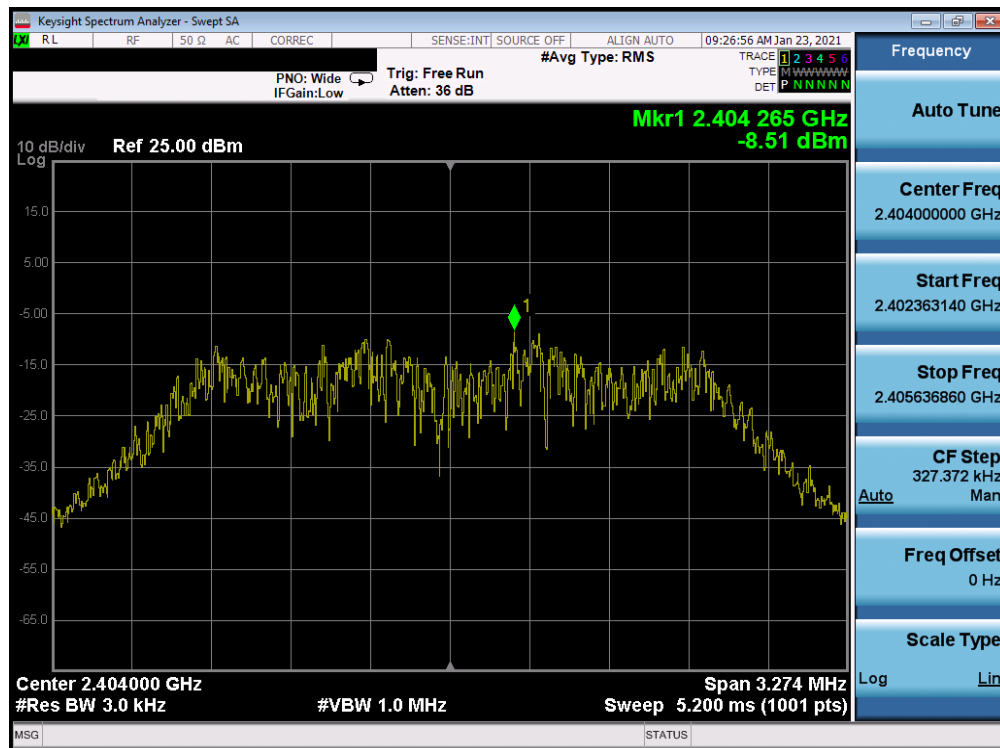 Keysight Spectrum Analyzer - Swept SA
LXI RL RF 50 Ω AC CORREC SENSE:INT SOURCE OFF ALIGN AUTO 09:26:56 AM Jan 23, 2021
#Avg Type: RMS
TRACE 1 2 3 4 5 6
TYPE M W W W W W
DET P N N N N N
PNO: Wide
IFGain:Low
Trig: Free Run
Atten: 36 dB
Mkr1 2.404 265 GHz
-8.51 dBm
10 dB/div
Log
Ref 25.00 dBm
15.0
5.00
-5.00
-15.0
-25.0
-35.0
-45.0
-55.0
-65.0
1
Center 2.404000 GHz
Span 3.274 MHz
#Res BW 3.0 kHz
#VBW 1.0 MHz
Sweep 5.200 ms (1001 pts)
MSG
STATUS
Frequency
Auto Tune
Center Freq
2.404000000 GHz
Start Freq
2.402363140 GHz
Stop Freq
2.405636860 GHz
CF Step
327.372 kHz
Auto Man
Freq Offset
0 Hz
Scale Type
Log Lin